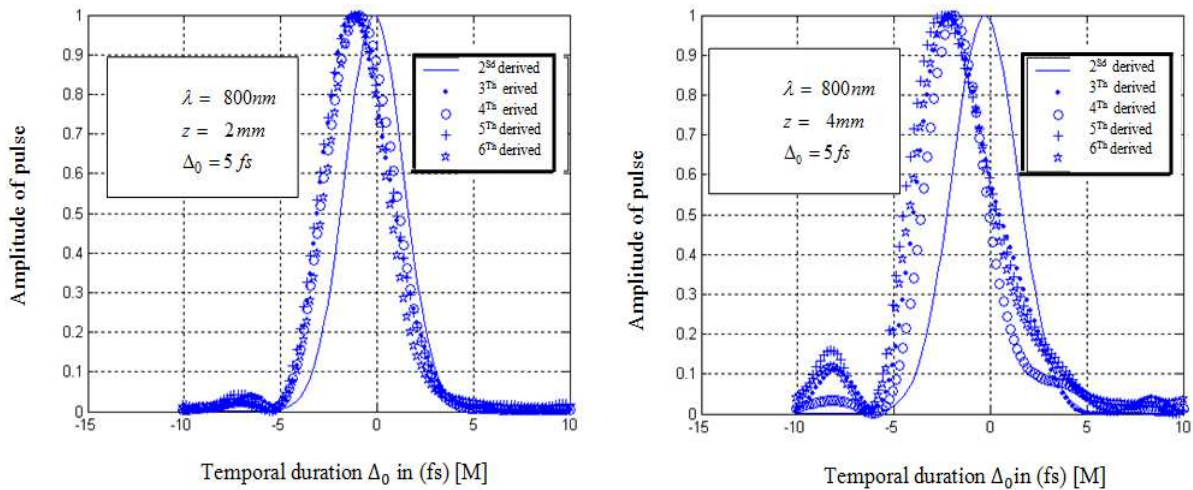 1
0.9
0.8
0.7
0.6
0.5
0.4
0.3
0.2
0.1
0
-15
-10
-5
0
5
10
Amplitude of pulse
λ = 800nm
z = 2mm
Δ₀ = 5 fs
2ˢᵈ derived
3ᵀʰ erived
4ᵀʰ erived
5ᵀʰ derived
6ᵀʰ derived
Temporal duration Δ₀ in (fs) [M]
1
0.9
0.8
0.7
0.6
0.5
0.4
0.3
0.2
0.1
0
-15
-10
-5
0
5
10
Amplitude of pulse
λ = 800nm
z = 4mm
Δ₀ = 5 fs
2ˢᵈ derived
3ᵀʰ derived
4ᵀʰ derived
5ᵀʰ derived
6ᵀʰ derived
Temporal duration Δ₀in (fs) [M]